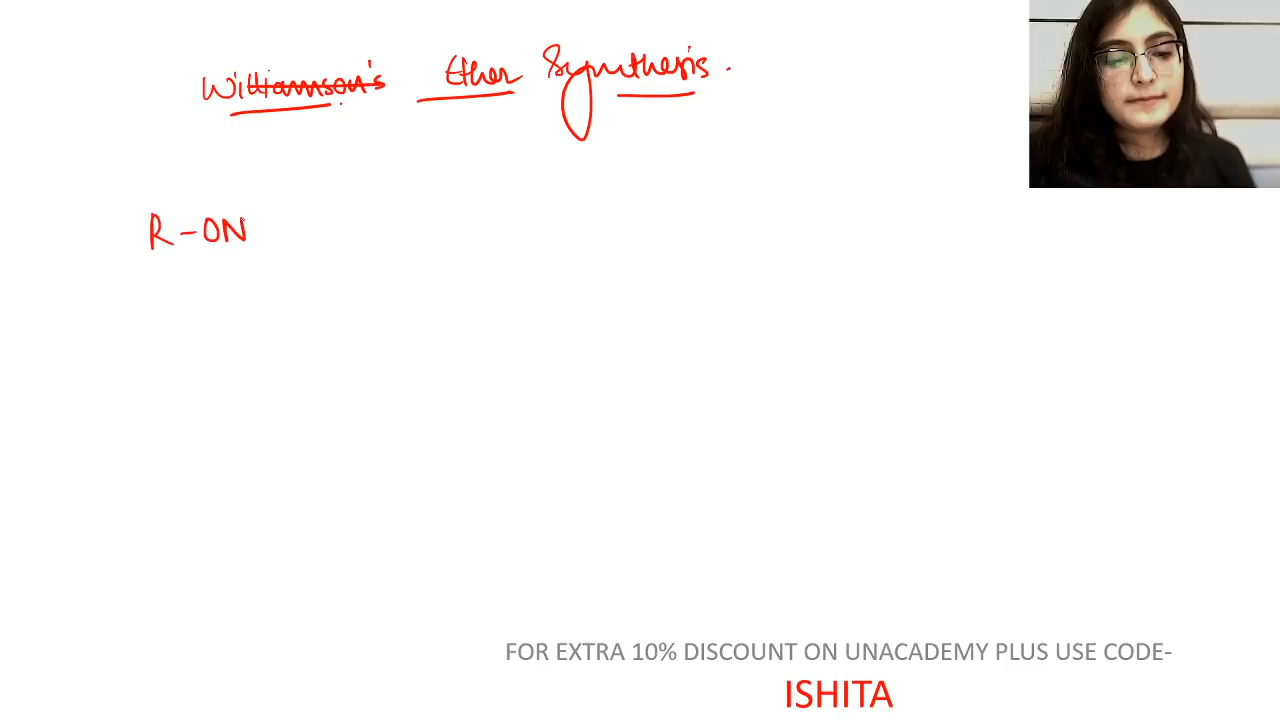 Williamson's Ether Synthesis.
R-ON
FOR EXTRA 10% DISCOUNT ON UNACADEMY PLUS USE CODE-
ISHITA